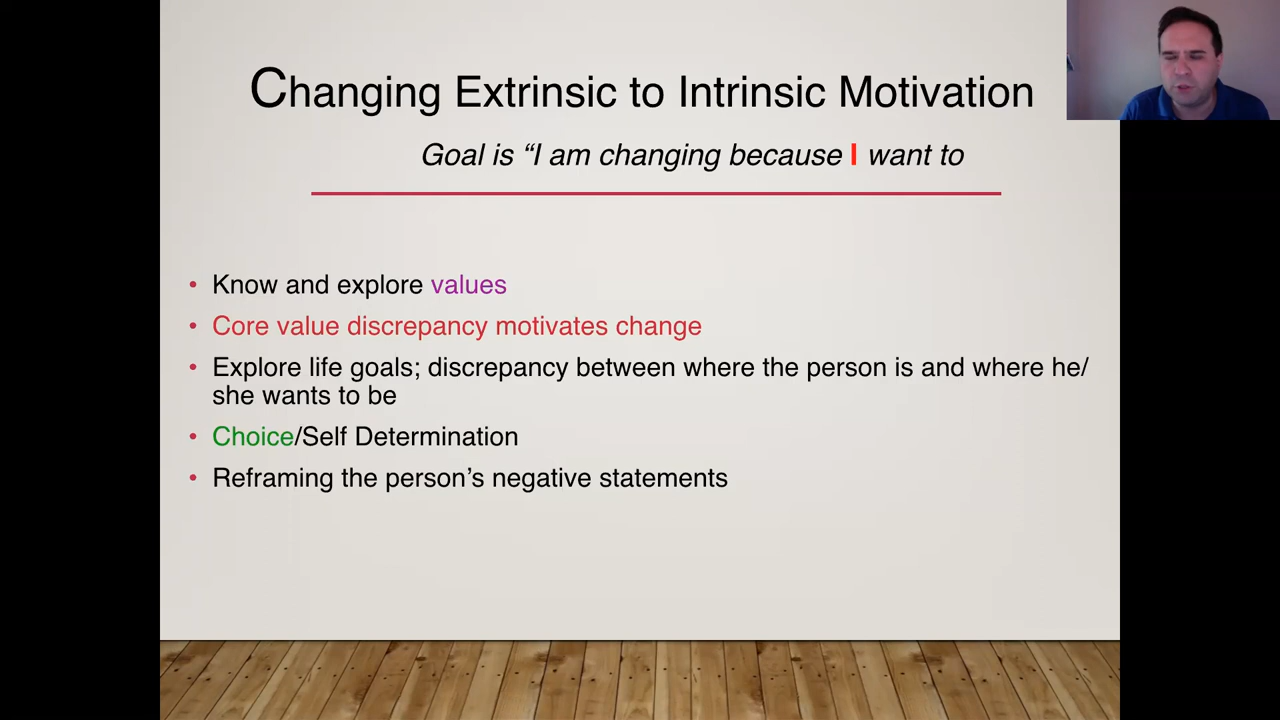 Changing Extrinsic to Intrinsic Motivation
Goal is “I am changing because I want to
• Know and explore values
• Core value discrepancy motivates change
• Explore life goals; discrepancy between where the person is and where he/
she wants to be
• Choice/Self Determination
• Reframing the person’s negative statements